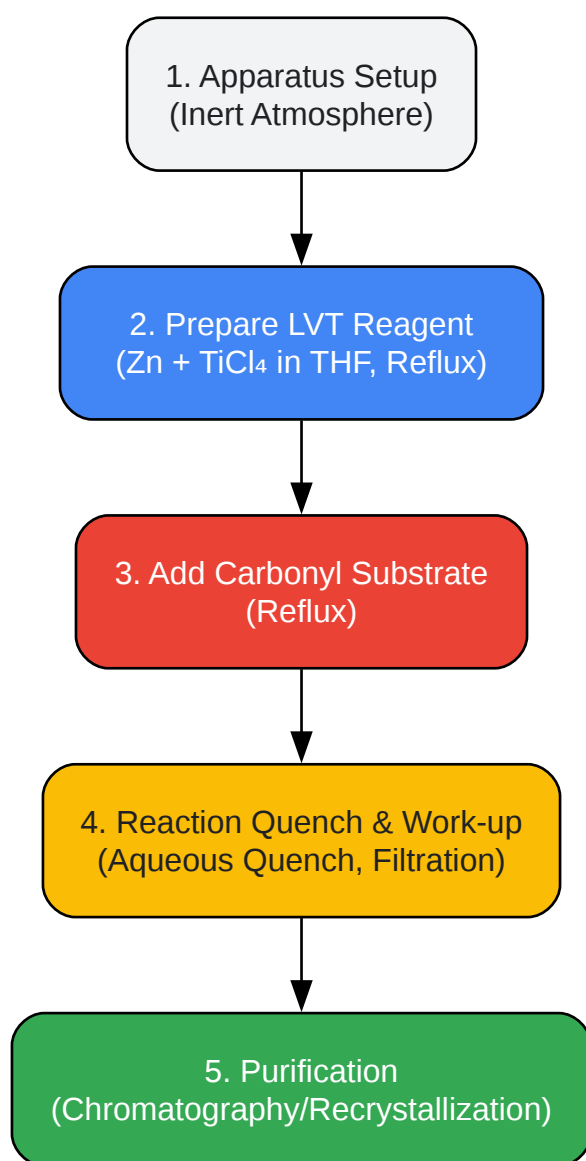 1. Apparatus Setup
(Inert Atmosphere)
2. Prepare LVT Reagent
(Zn + TiCl₄ in THF, Reflux)
3. Add Carbonyl Substrate
(Reflux)
4. Reaction Quench & Work-up
(Aqueous Quench, Filtration)
5. Purification
(Chromatography/Recrystallization)